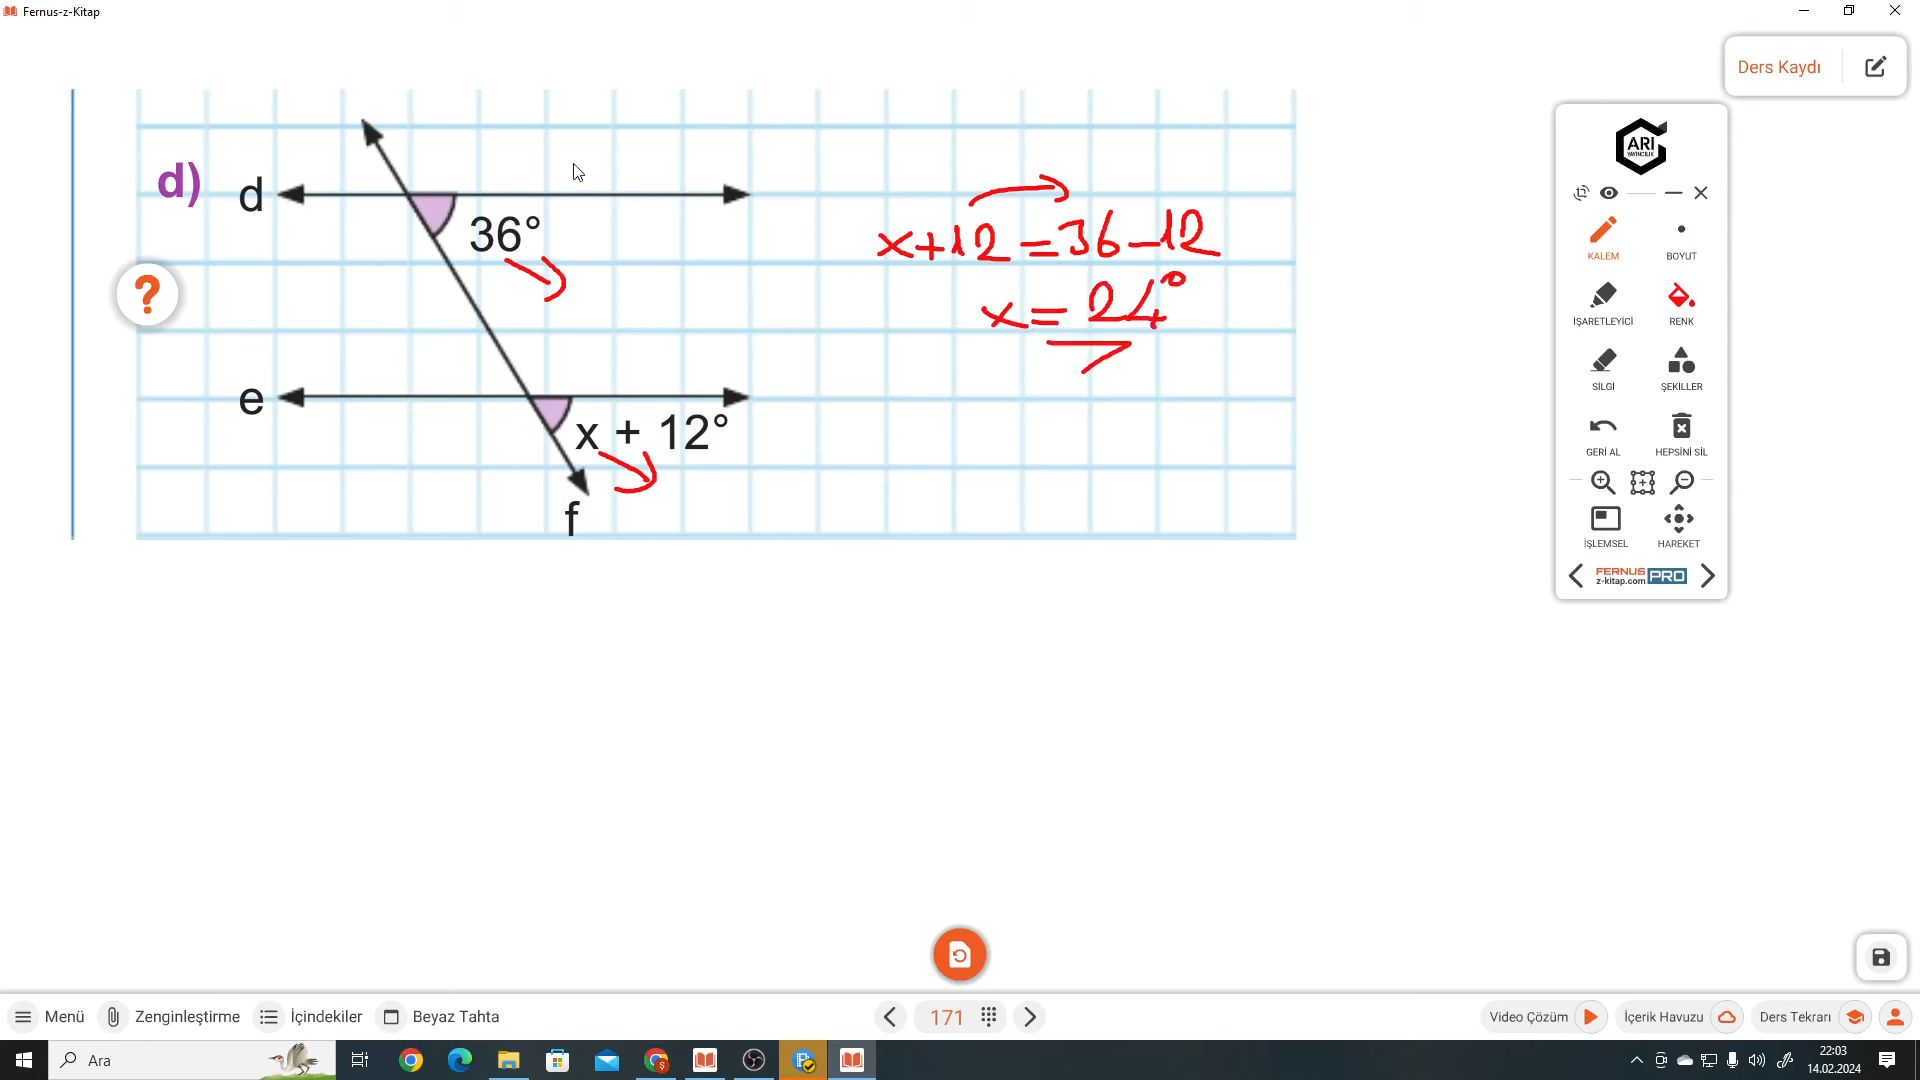 Fernus-z-Kitap
Ders Kaydı
d)
d
36°
x+12=36-12
x=24°
e
x + 12°
f
?
ARI
YAYINCILIK
KALEM
BOYUT
İŞARETLEYİCİ
RENK
SİLGİ
ŞEKİLLER
GERİ AL
HEPSİNİ SİL
İŞLEMSEL
HAREKET
FERNUS
z-kitap.com PRO
Menü
Zenginleştirme
İçindekiler
Beyaz Tahta
171
Video Çözüm
İçerik Havuzu
Ders Tekrarı
Ara
22:03
14.02.2024